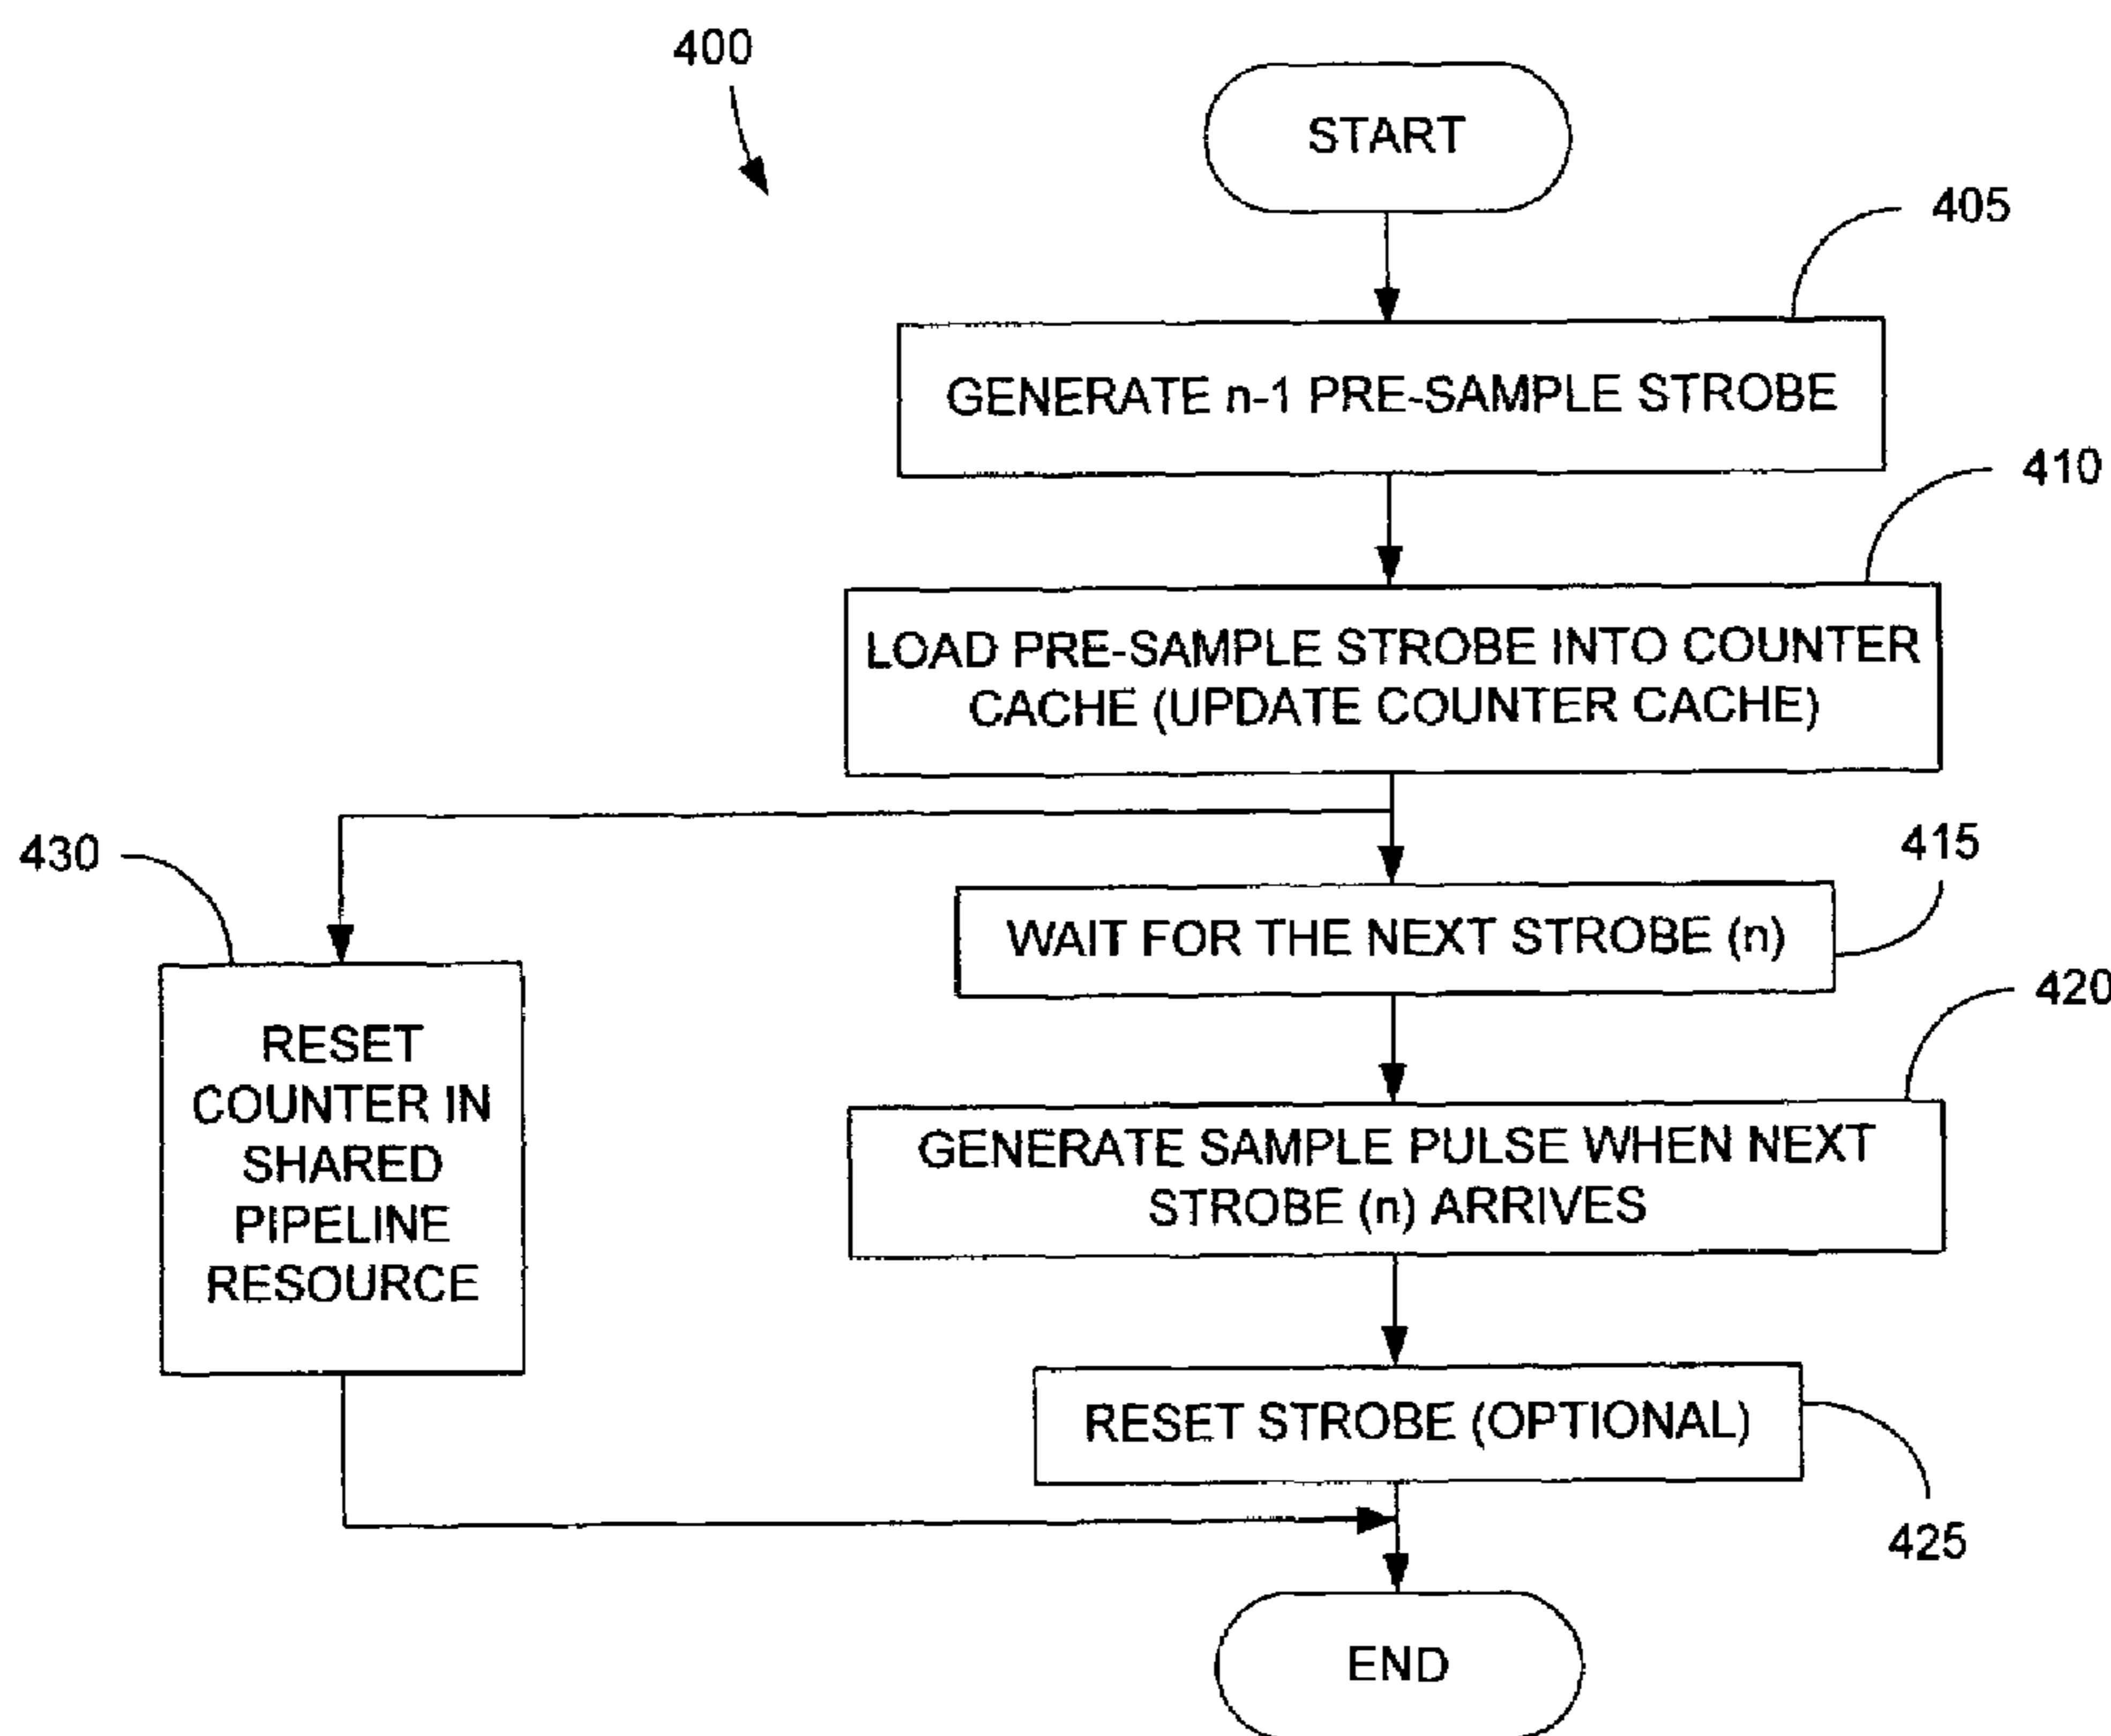 400
START
405
GENERATE n-1 PRE-SAMPLE STROBE
410
LOAD PRE-SAMPLE STROBE INTO COUNTER
CACHE (UPDATE COUNTER CACHE)
430
415
WAIT FOR THE NEXT STROBE (n)
420
RESET
COUNTER IN
SHARED
PIPELINE
RESOURCE
GENERATE SAMPLE PULSE WHEN NEXT
STROBE (n) ARRIVES
RESET STROBE (OPTIONAL)
425
END